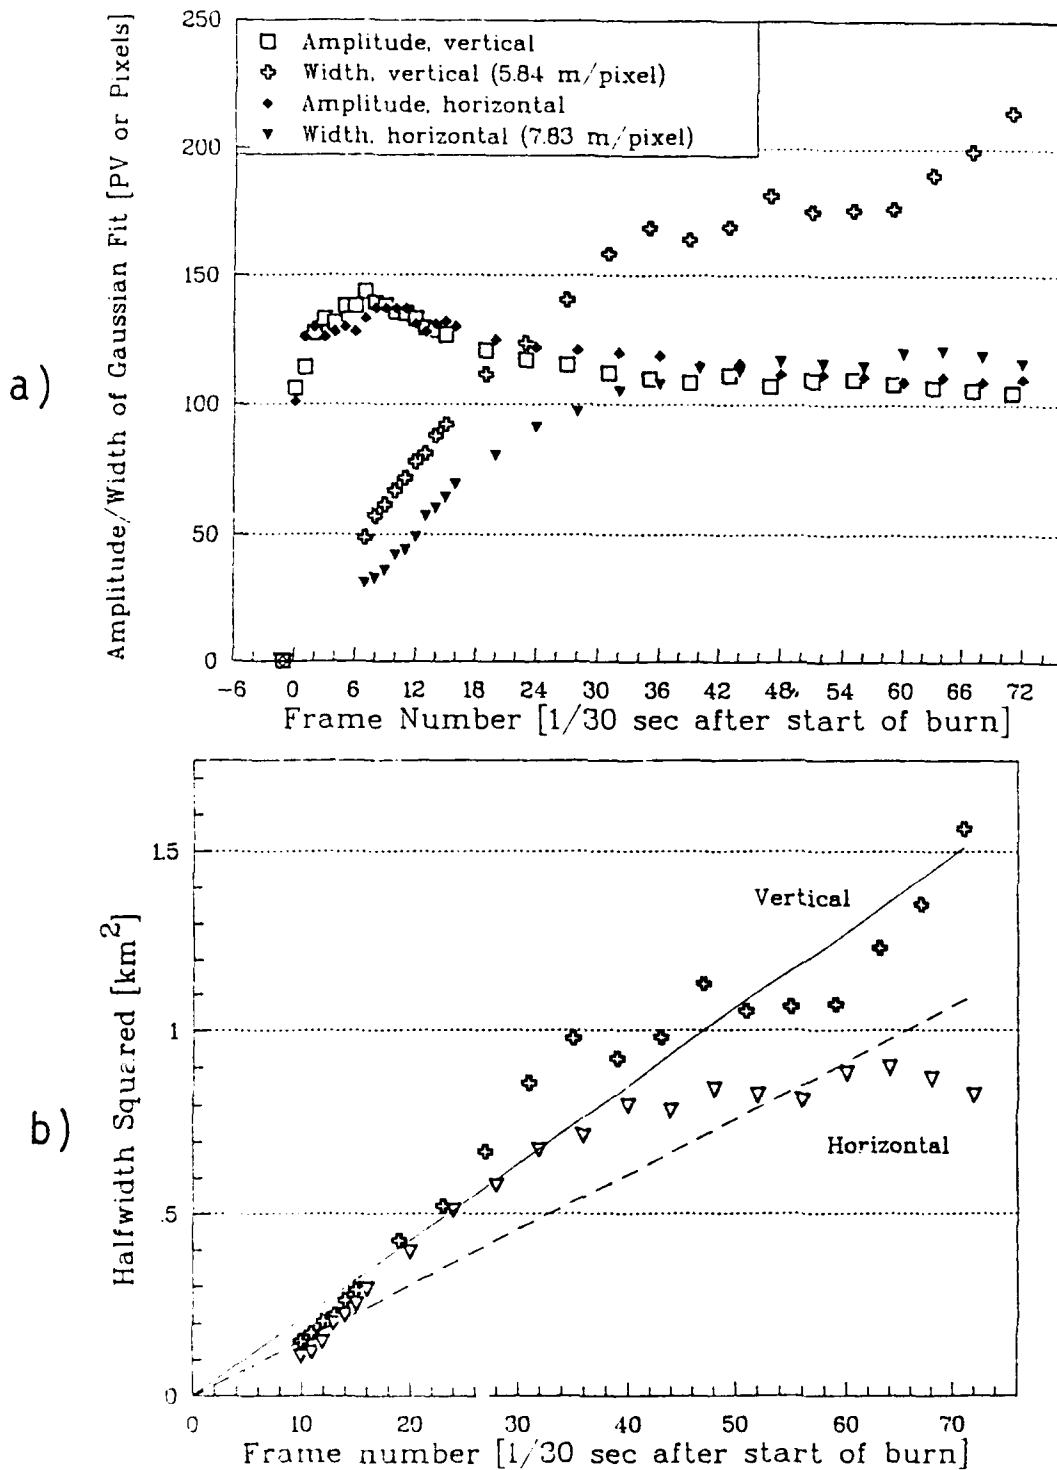 a)
Amplitude/Width of Gaussian Fit [PV or Pixels]
250
200
150
100
50
0
Amplitude, vertical
Width, vertical (5.84 m/pixel)
Amplitude, horizontal
Width, horizontal (7.83 m/pixel)
-6 0 6 12 18 24 30 36 42 48 54 60 66 72
Frame Number [1/30 sec after start of burn]
b)
Halfwidth Squared [km²]
1.5
1
.5
0
Vertical
Horizontal
0 10 20 30 40 50 60 70
Frame number [1/30 sec after start of burn]